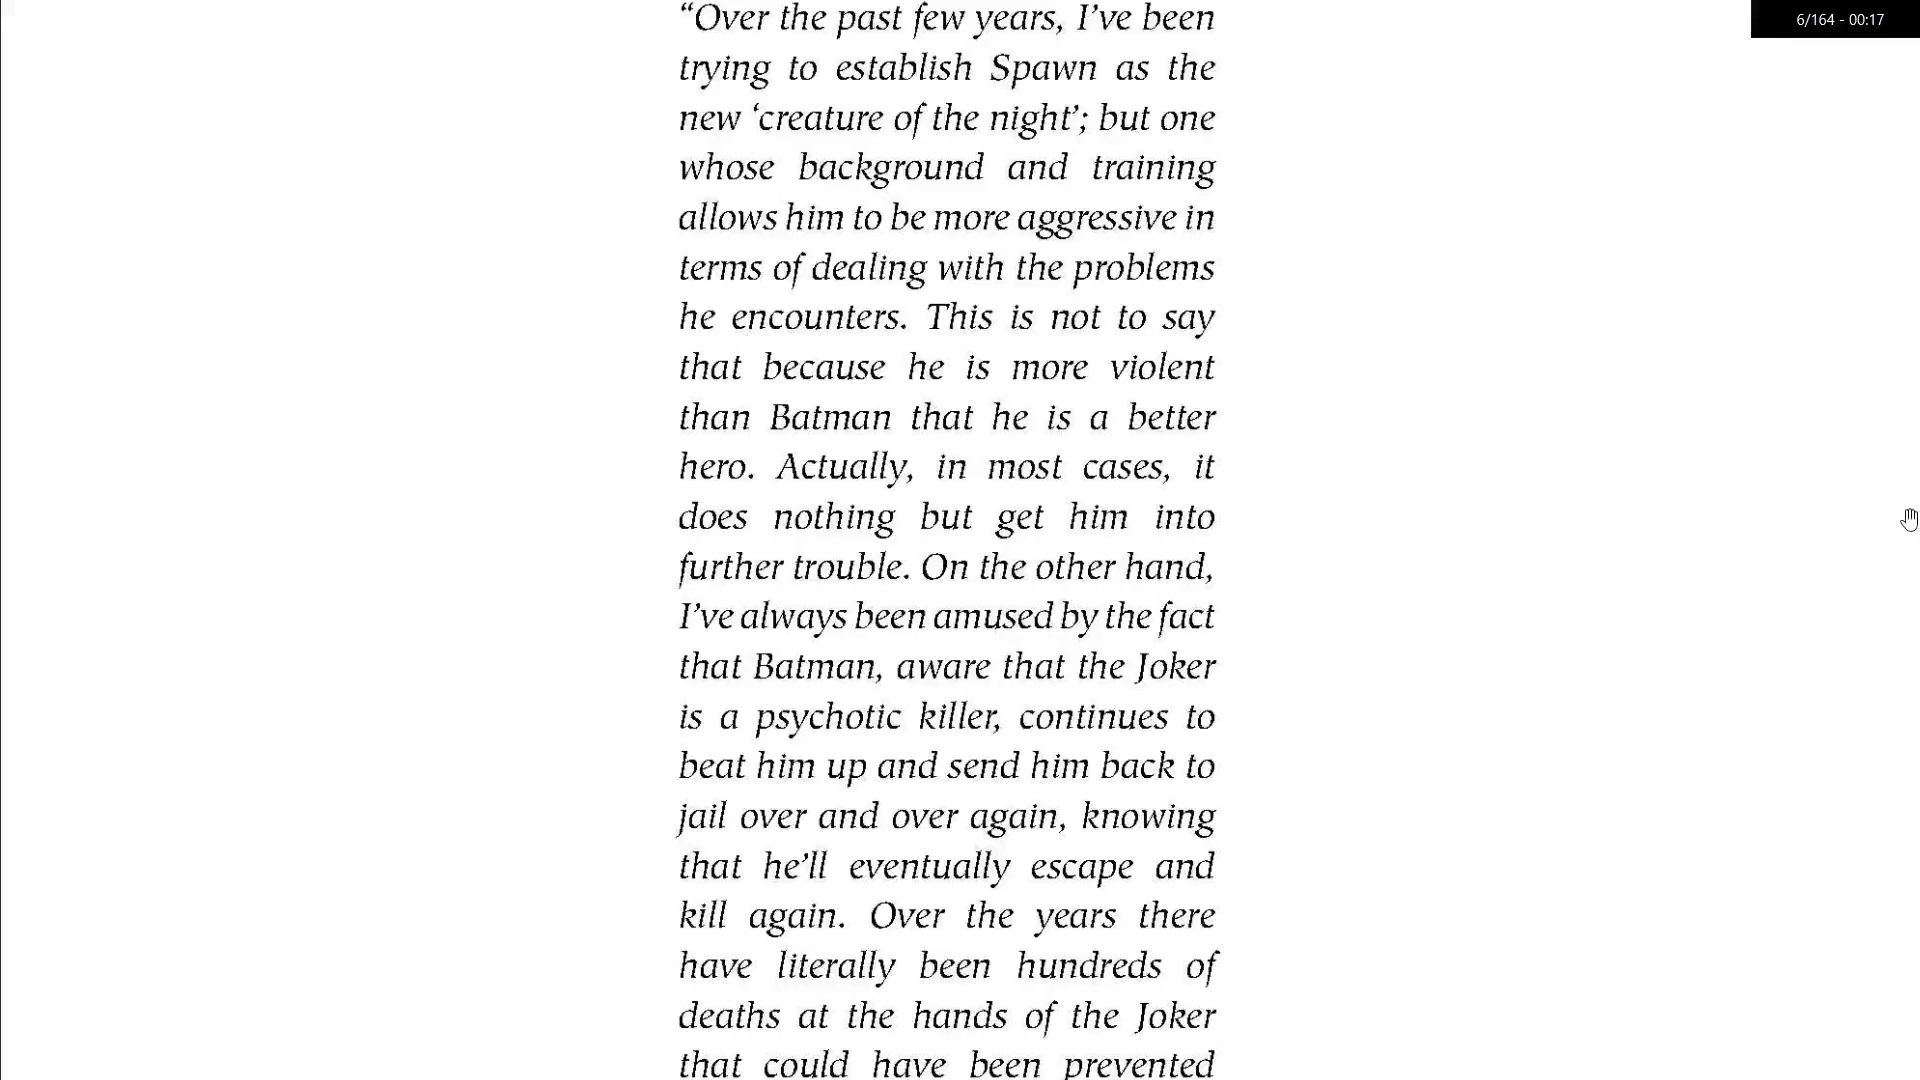 6/164 - 00:17
“Over the past few years, I’ve been
trying to establish Spawn as the
new ‘creature of the night’; but one
whose background and training
allows him to be more aggressive in
terms of dealing with the problems
he encounters. This is not to say
that because he is more violent
than Batman that he is a better
hero. Actually, in most cases, it
does nothing but get him into
further trouble. On the other hand,
I’ve always been amused by the fact
that Batman, aware that the Joker
is a psychotic killer, continues to
beat him up and send him back to
jail over and over again, knowing
that he’ll eventually escape and
kill again. Over the years there
have literally been hundreds of
deaths at the hands of the Joker
that could have been prevented